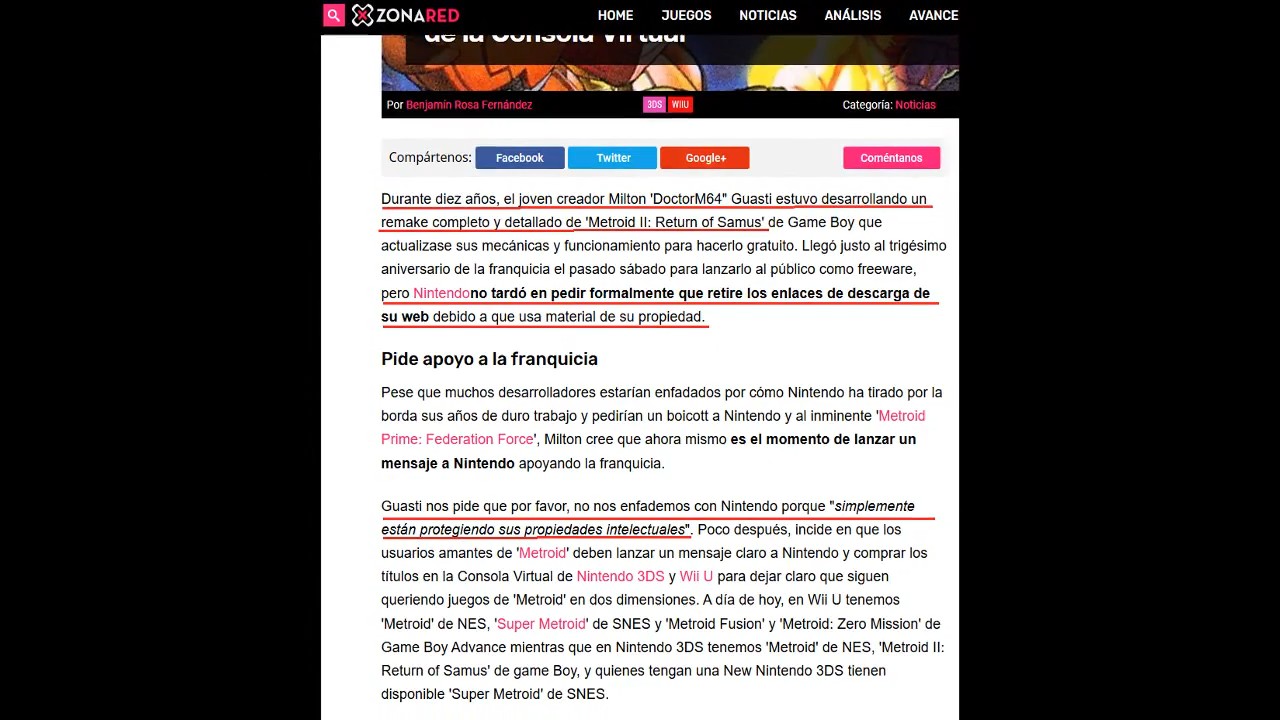 ZONARED
HOME JUEGOS NOTICIAS ANÁLISIS AVANCE
de la Consola Virtual
Por Benjamín Rosa Fernández 3DS WIIU Categoría: Noticias
Compártenos: Facebook Twitter Google+ Coméntanos
Durante diez años, el joven creador Milton 'DoctorM64" Guasti estuvo desarrollando un
remake completo y detallado de 'Metroid II: Return of Samus' de Game Boy que
actualizase sus mecánicas y funcionamiento para hacerlo gratuito. Llegó justo al trigésimo
aniversario de la franquicia el pasado sábado para lanzarlo al público como freeware,
pero Nintendono tardó en pedir formalmente que retire los enlaces de descarga de
su web debido a que usa material de su propiedad.
Pide apoyo a la franquicia
Pese que muchos desarrolladores estarían enfadados por cómo Nintendo ha tirado por la
borda sus años de duro trabajo y pedirían un boicott a Nintendo y al inminente 'Metroid
Prime: Federation Force', Milton cree que ahora mismo es el momento de lanzar un
mensaje a Nintendo apoyando la franquicia.
Guasti nos pide que por favor, no nos enfademos con Nintendo porque "simplemente
están protegiendo sus propiedades intelectuales". Poco después, incide en que los
usuarios amantes de 'Metroid' deben lanzar un mensaje claro a Nintendo y comprar los
títulos en la Consola Virtual de Nintendo 3DS y Wii U para dejar claro que siguen
queriendo juegos de 'Metroid' en dos dimensiones. A día de hoy, en Wii U tenemos
'Metroid' de NES, 'Super Metroid' de SNES y 'Metroid Fusion' y 'Metroid: Zero Mission' de
Game Boy Advance mientras que en Nintendo 3DS tenemos 'Metroid' de NES, 'Metroid II:
Return of Samus' de game Boy, y quienes tengan una New Nintendo 3DS tienen
disponible 'Super Metroid' de SNES.